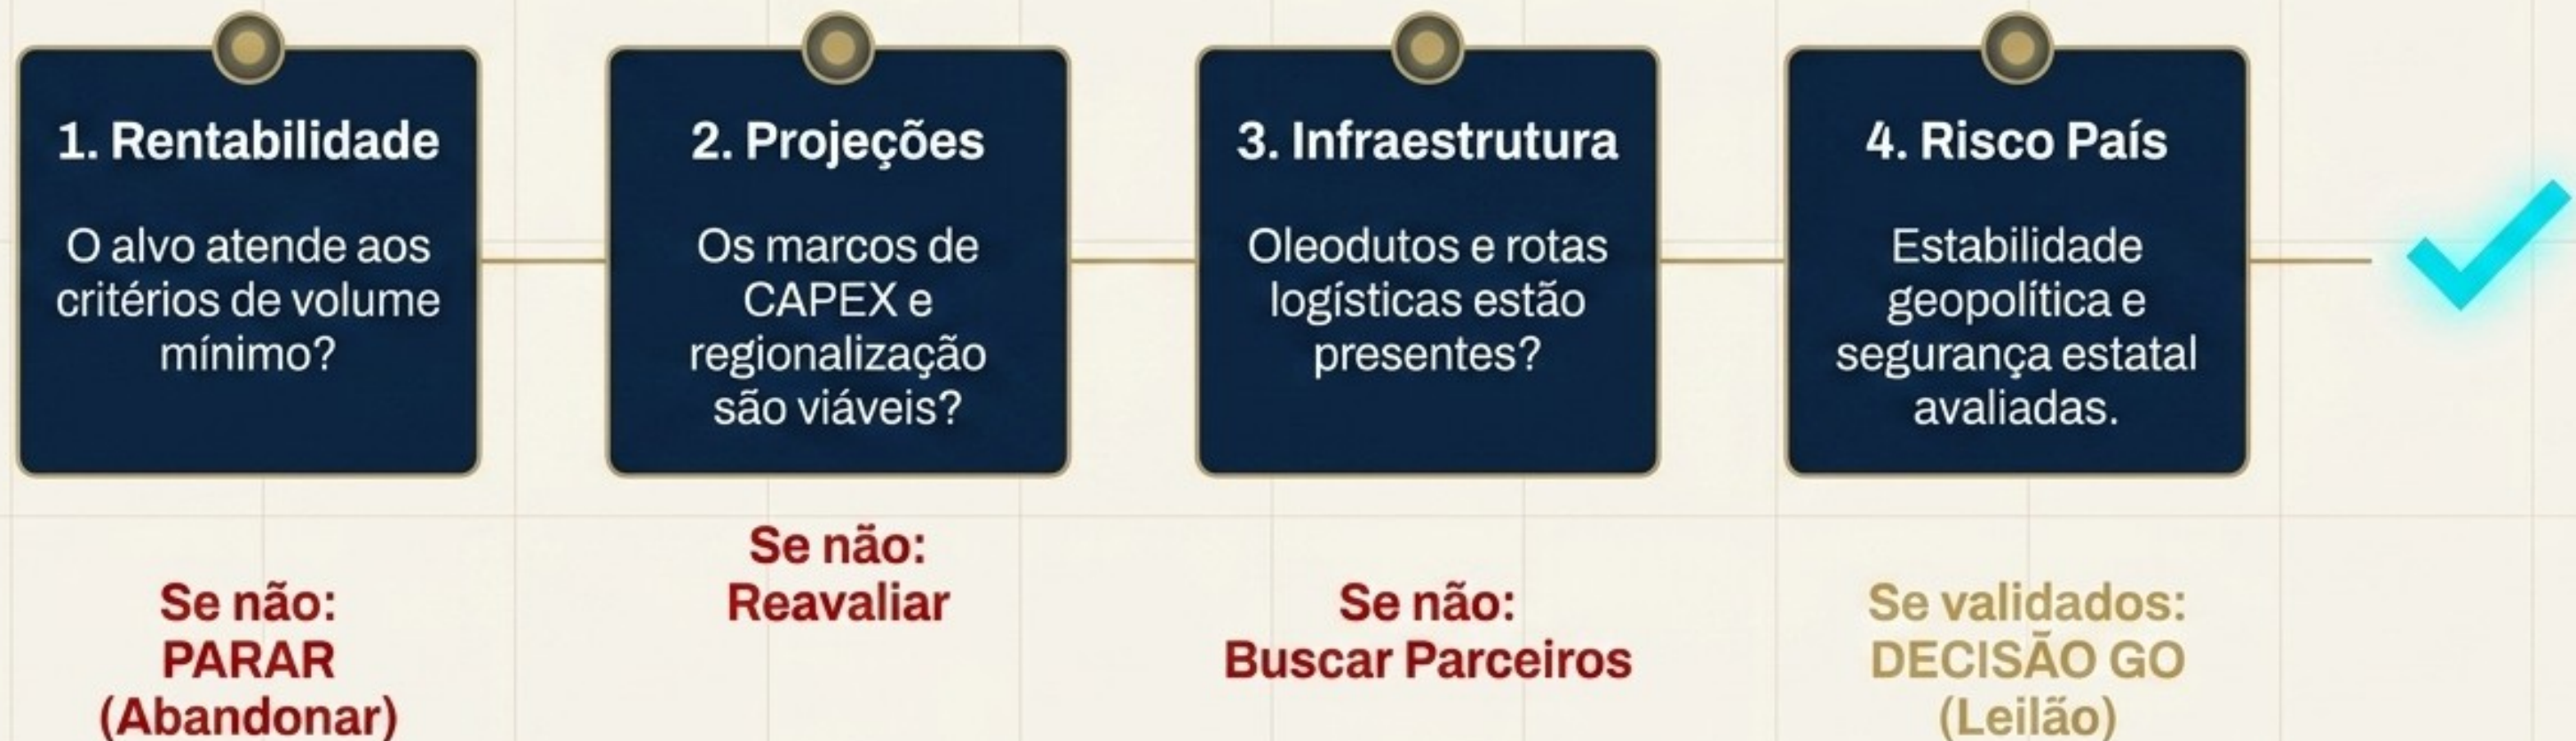 1. Rentabilidade
O alvo atende aos
critérios de volume
mínimo?
Se não:
PARAR
(Abandonar)
2. Projeções
Os marcos de
CAPEX e
regionalização
são viáveis?
Se não:
Reavaliar
3. Infraestrutura
Oleodutos e rotas
logísticas estão
presentes?
Se não:
Buscar Parceiros
4. Risco País
Estabilidade
geopolítica e
segurança estatal
avaliadas.
Se validados:
DECISÃO GO
(Leilão)